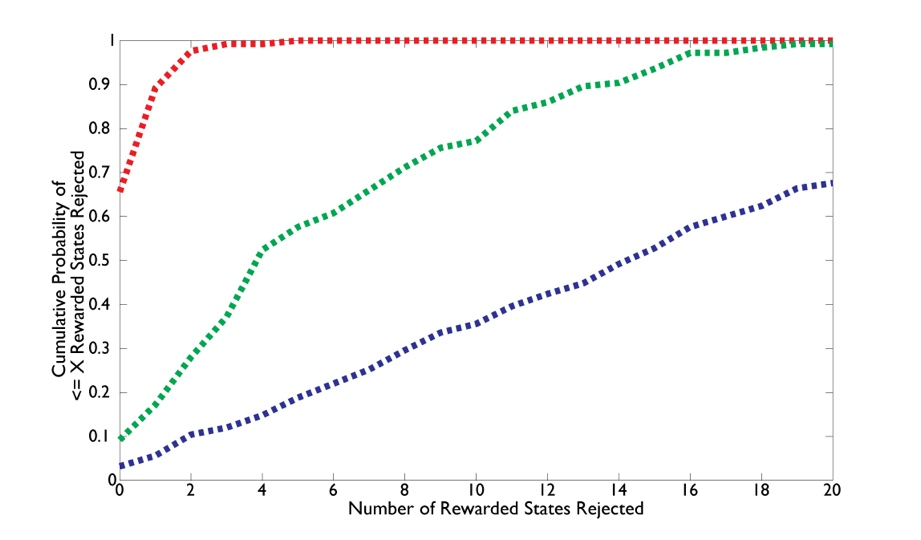 Cumulative Probability of
<= X Rewarded States Rejected
1
0.9
0.8
0.7
0.6
0.5
0.4
0.3
0.2
0.1
0
0 2 4 6 8 10 12 14 16 18 20
Number of Rewarded States Rejected